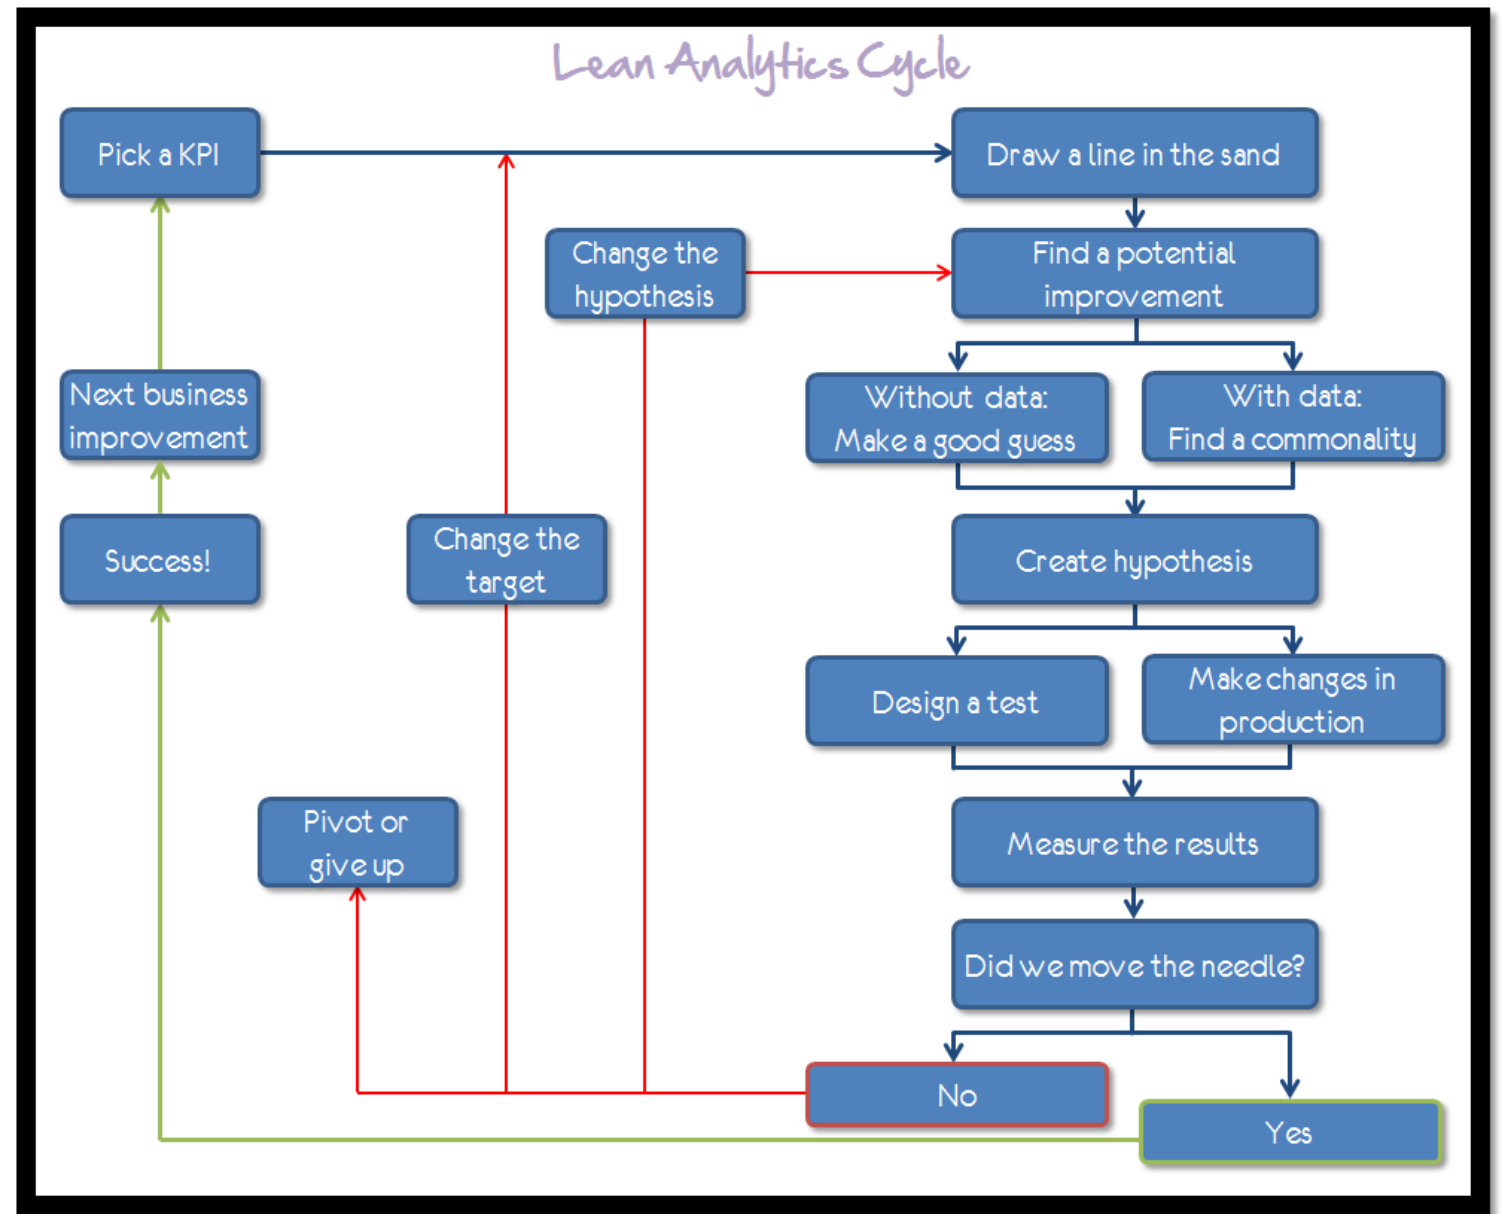 Lean Analytics Cycle
Pick a KPI
Draw a line in the sand
Change the
hypothesis
Find a potential
improvement
Next business
improvement
Without data:
Make a good guess
With data:
Find a commonality
Success!
Change the
target
Create hypothesis
Design a test
Make changes in
production
Pivot or
give up
Measure the results
Did we move the needle?
No
Yes